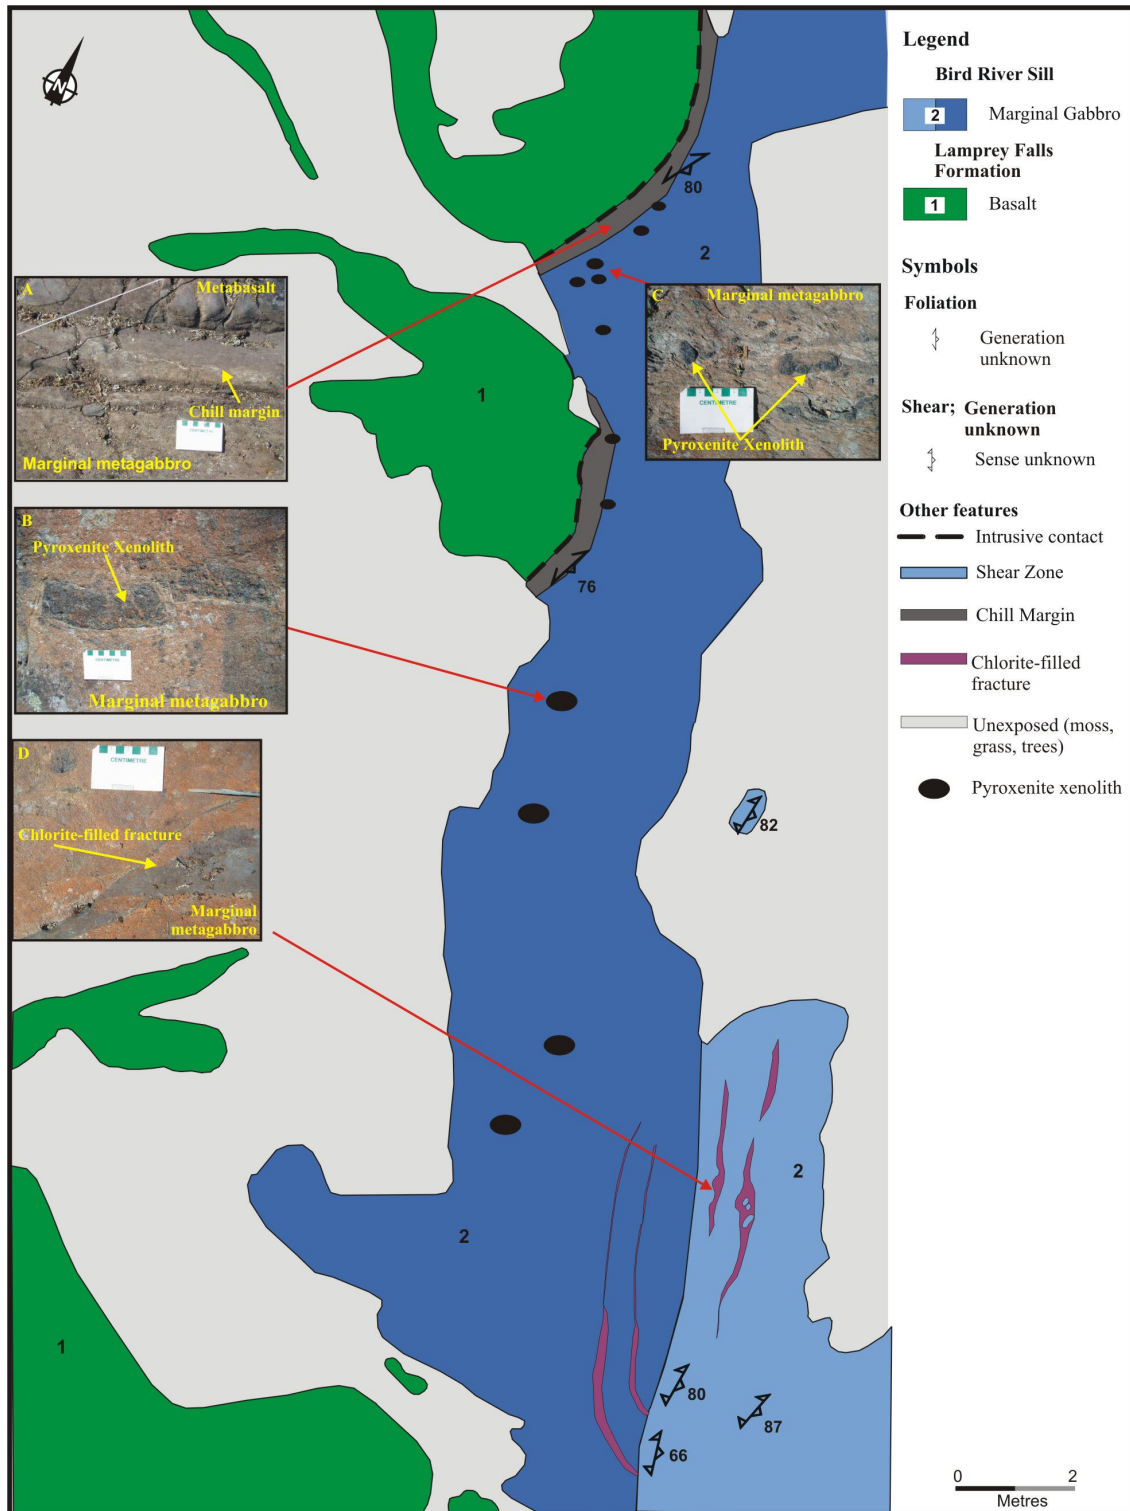 N
80
2
A
Metabasalt
Chill margin
Marginal metagabbro
C
Marginal metagabbro
CENTIMETRE
Pyroxenite Xenolith
1
76
B
Pyroxenite Xenolith
CENTIMETRE
Marginal metagabbro
D
CENTIMETRE
Chlorite-filled fracture
Marginal
metagabbro
82
2
2
1
80
87
66
Legend
Bird River Sill
2 Marginal Gabbro
Lamprey Falls
Formation
1 Basalt
Symbols
Foliation
Generation
unknown
Shear; Generation
unknown
Sense unknown
Other features
Intrusive contact
Shear Zone
Chill Margin
Chlorite-filled
fracture
Unexposed (moss,
grass, trees)
Pyroxenite xenolith
0 2
Metres